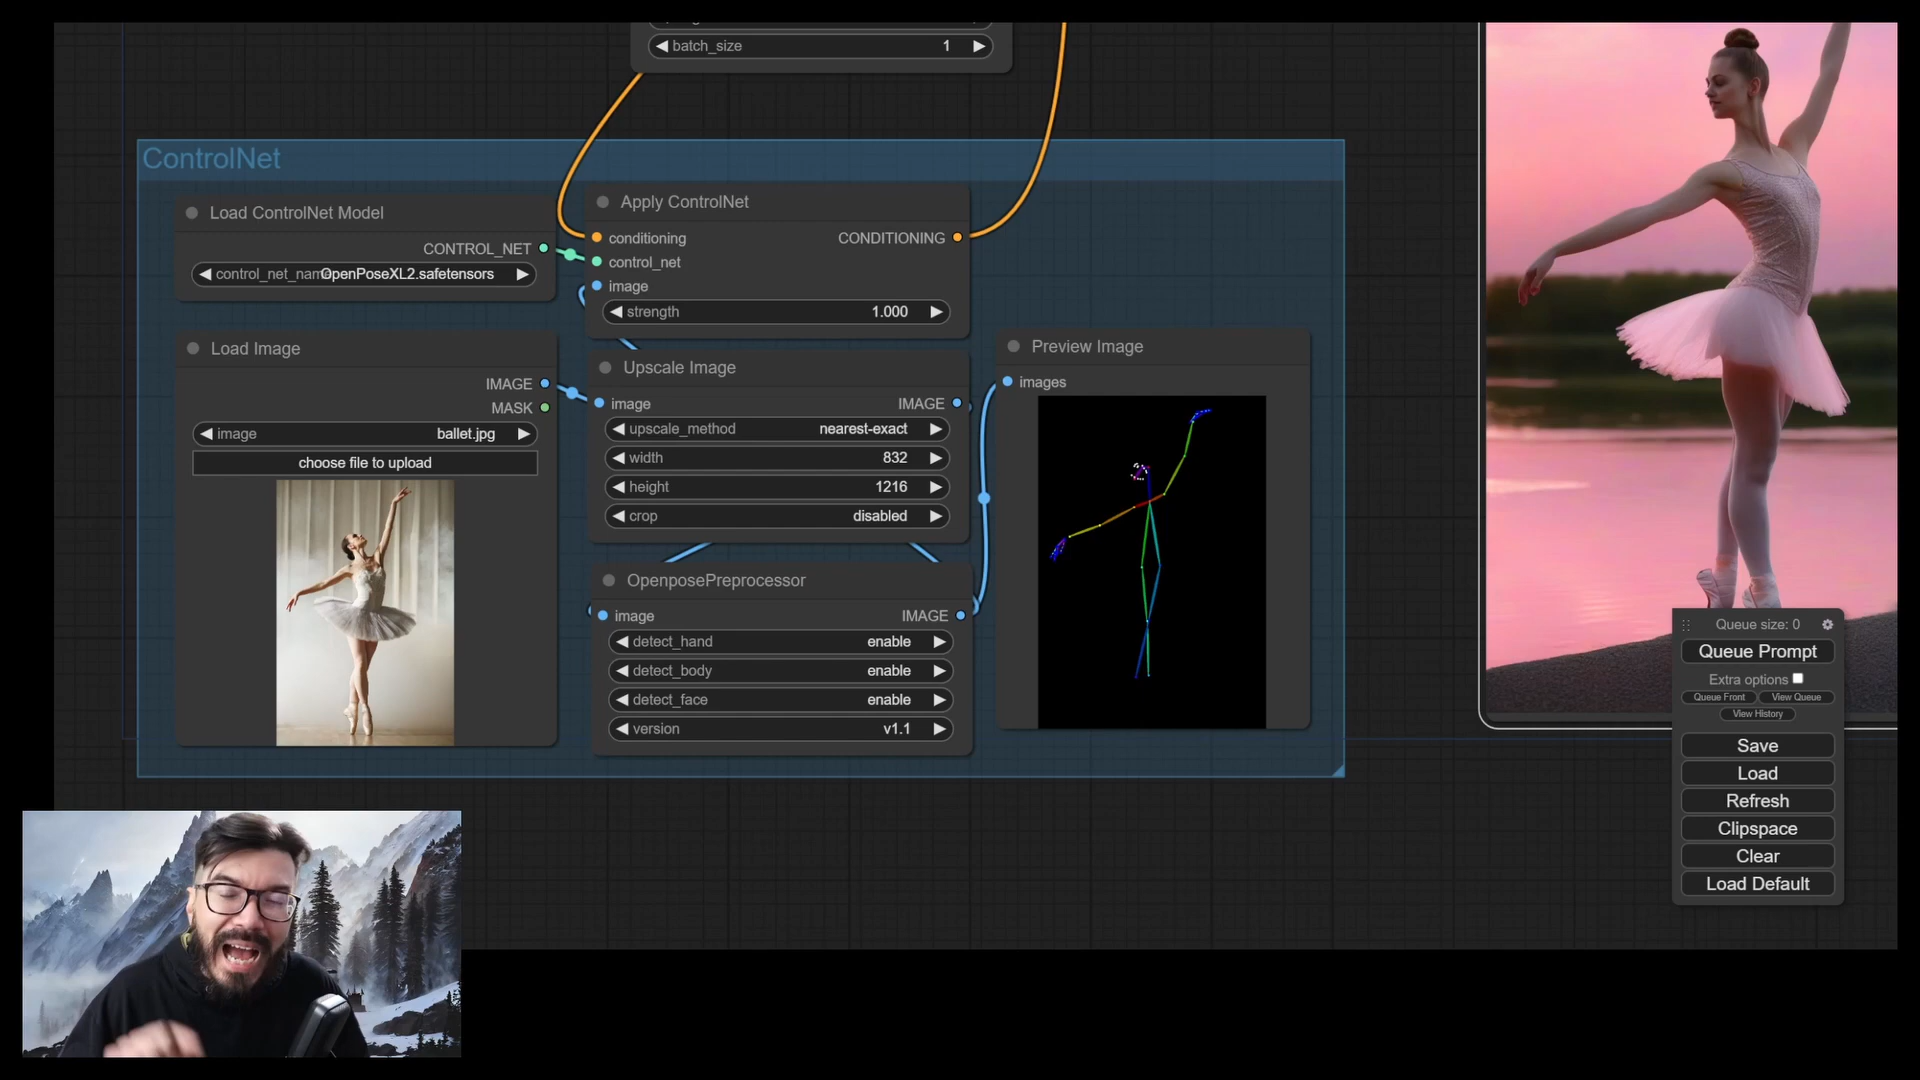 batch_size 1
ControlNet
Load ControlNet Model
CONTROL_NET
control_net_name OpenPoseXL2.safetensors
Apply ControlNet
conditioning CONDITIONING
control_net
image
strength 1.000
Load Image
IMAGE
MASK
image ballet.jpg
choose file to upload
Upscale Image
image IMAGE
upscale_method nearest-exact
width 832
height 1216
crop disabled
OpenposePreprocessor
image IMAGE
detect_hand enable
detect_body enable
detect_face enable
version v1.1
Preview Image
images
Queue size: 0
Queue Prompt
Extra options
Queue Front View Queue
View History
Save
Load
Refresh
Clipspace
Clear
Load Default